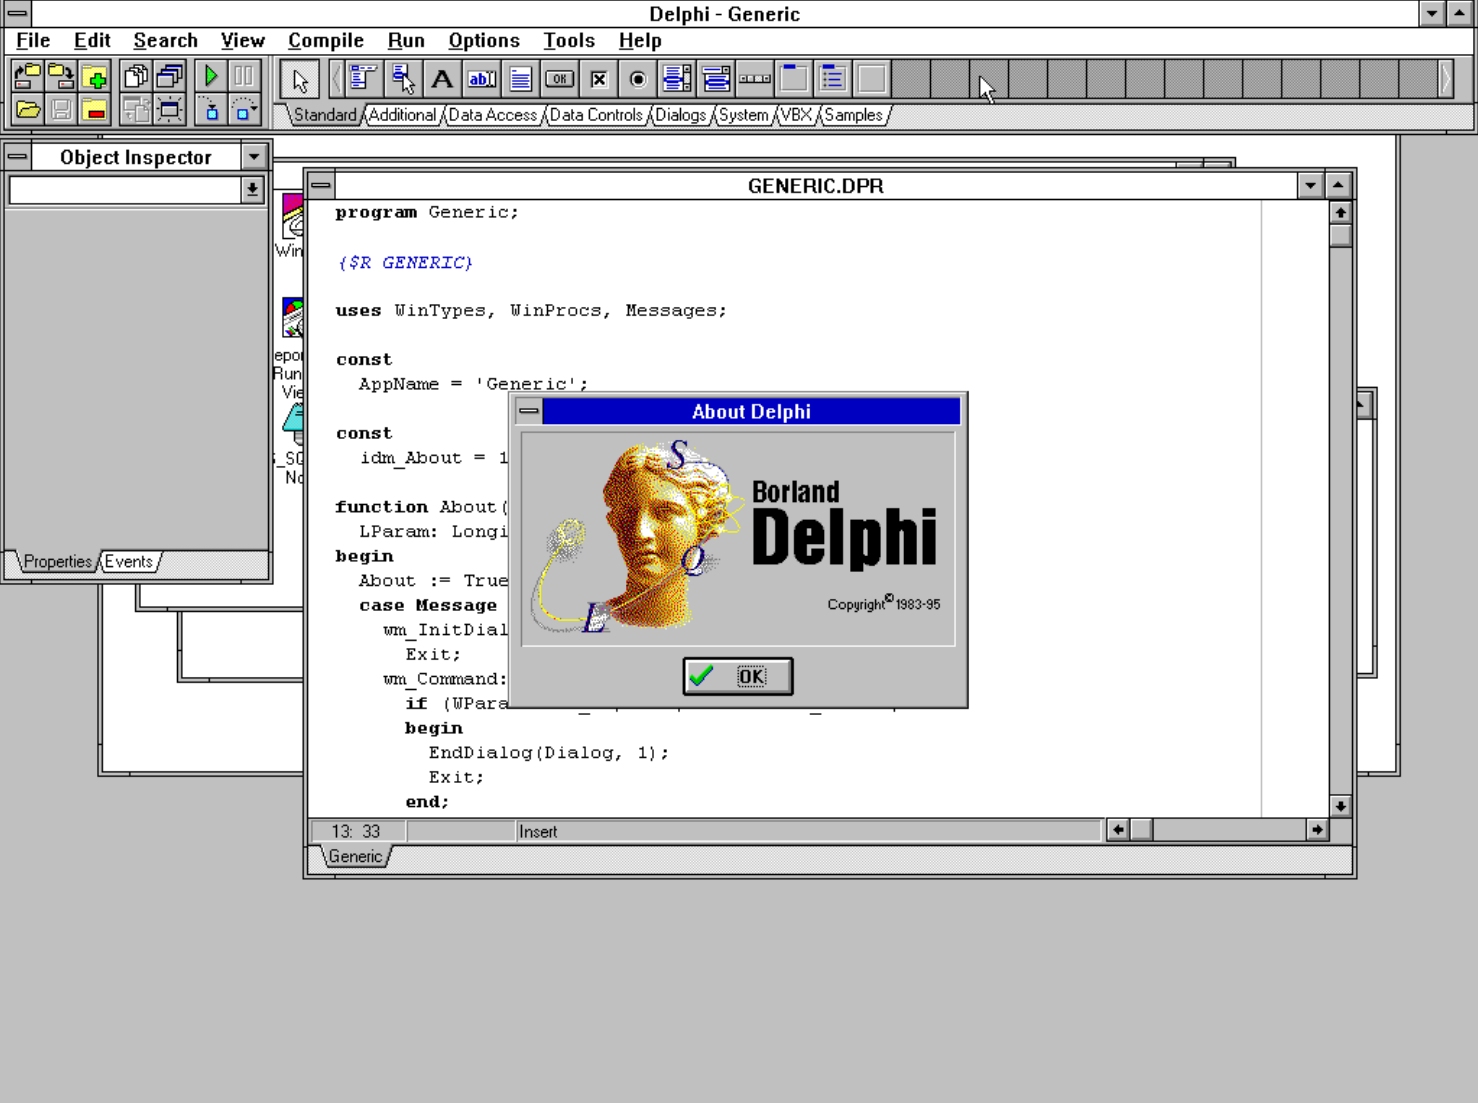 Delphi - Generic
File Edit Search View Compile Run Options Tools Help
A ab OK
Standard Additional Data Access Data Controls Dialogs System VBX Samples
Object Inspector
Properties Events
GENERIC.DPR
program Generic;
{$R GENERIC}
uses WinTypes, WinProcs, Messages;
const
AppName = 'Generic';
const
idm_About = 1
function About(
LParam: Longi
begin
About := True
case Message
wm_InitDial
Exit;
wm_Command:
if (WPara
begin
EndDialog(Dialog, 1);
Exit;
end;
13: 33 Insert
Generic
About Delphi
S
Q
L
Borland
Delphi
Copyright© 1983-95
OK
Win
Run
Vie